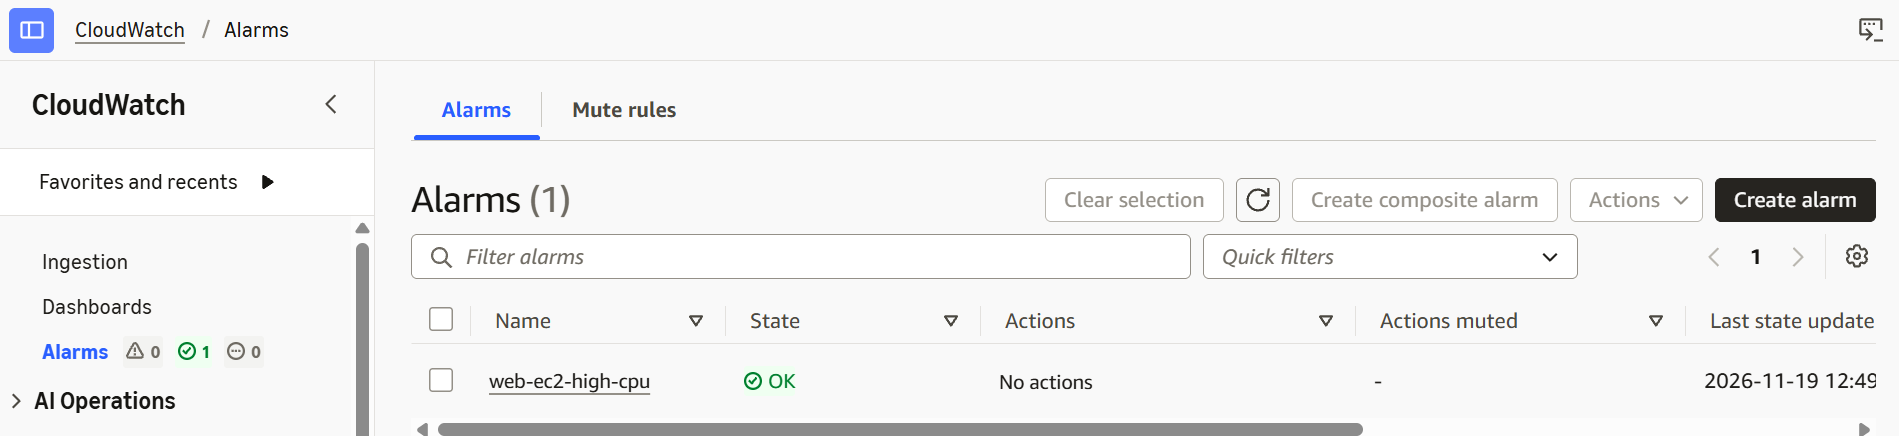 CloudWatch / Alarms
CloudWatch
Favorites and recents
Ingestion
Dashboards
Alarms 0 1 0
AI Operations
Alarms Mute rules
Alarms (1)
Clear selection Create composite alarm Actions Create alarm
Filter alarms Quick filters 1
Name State Actions Actions muted Last state update
web-ec2-high-cpu OK No actions - 2026-11-19 12:49